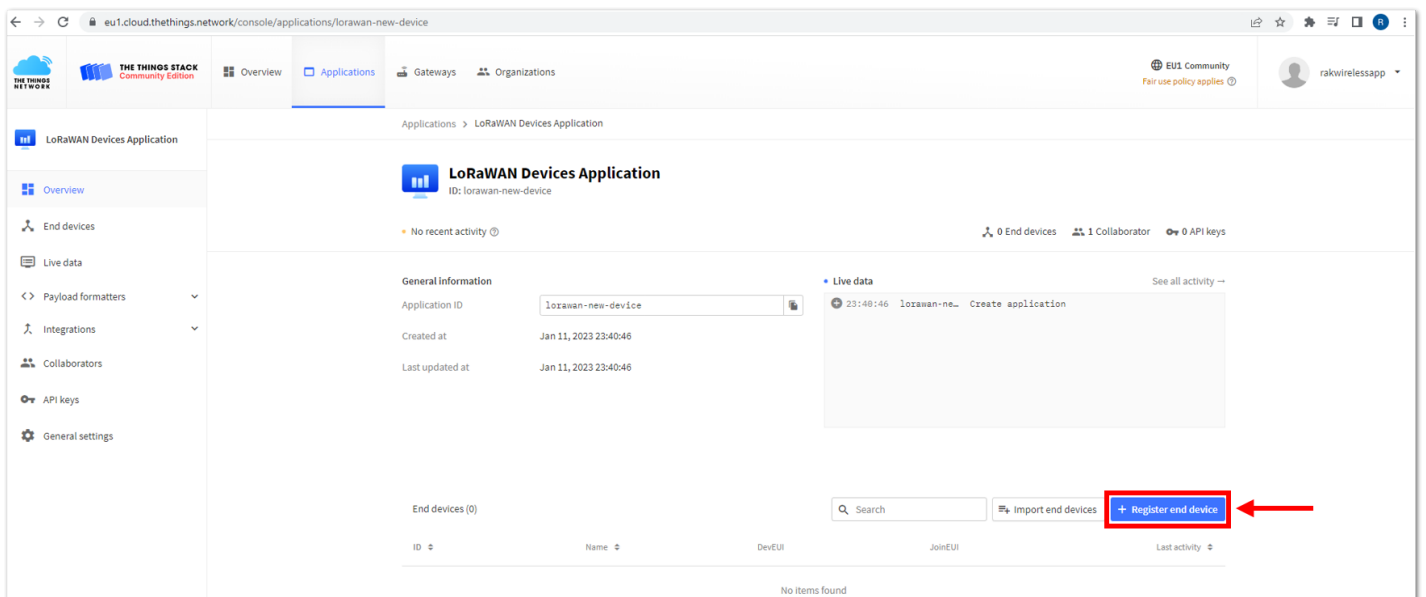 eu1.cloud.thethings.network/console/applications/lorawan-new-device
R
THE THINGS
NETWORK
THE THINGS STACK
Community Edition
Overview
Applications
Gateways
Organizations
EU1 Community
Fair use policy applies
rakwirelessapp
LoRaWAN Devices Application
Overview
End devices
Live data
Payload formatters
Integrations
Collaborators
API keys
General settings
Applications > LoRaWAN Devices Application
LoRaWAN Devices Application
ID: lorawan-new-device
No recent activity
0 End devices 1 Collaborator 0 API keys
General information
Application ID lorawan-new-device
Created at Jan 11, 2023 23:40:46
Last updated at Jan 11, 2023 23:40:46
Live data See all activity →
23:40:46 lorawan-ne… Create application
End devices (0) Search Import end devices + Register end device
ID Name DevEUI JoinEUI Last activity
No items found